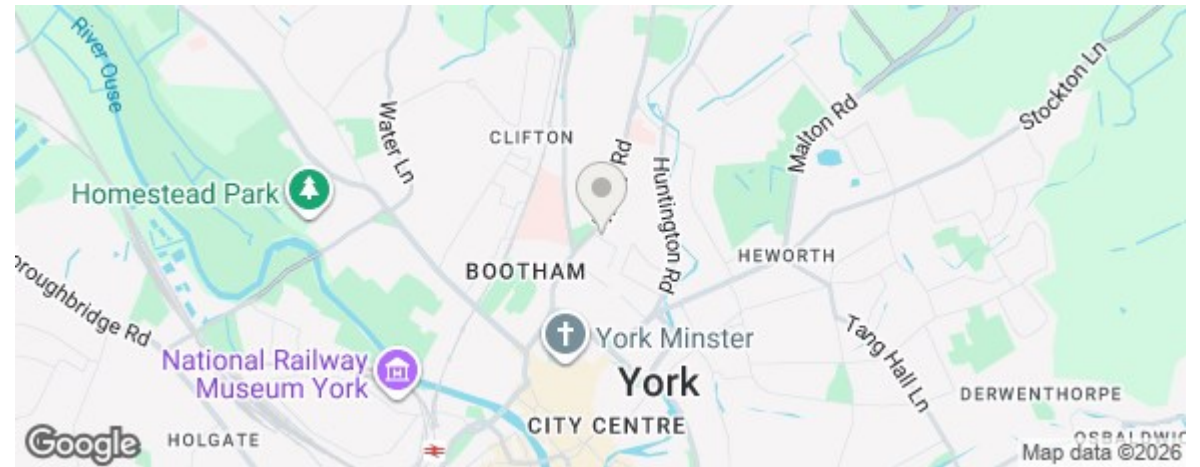 River Ouse
Water Ln
CLIFTON
Rd
Huntington Rd
Malton Rd
Stockton Ln
Homestead Park
HEWORTH
BOOTHAM
York Minster
National Railway
Museum York
York
Tang Hall Ln
DERWENTHORPE
CITY CENTRE
HOLGATE
Google
Map data ©2026